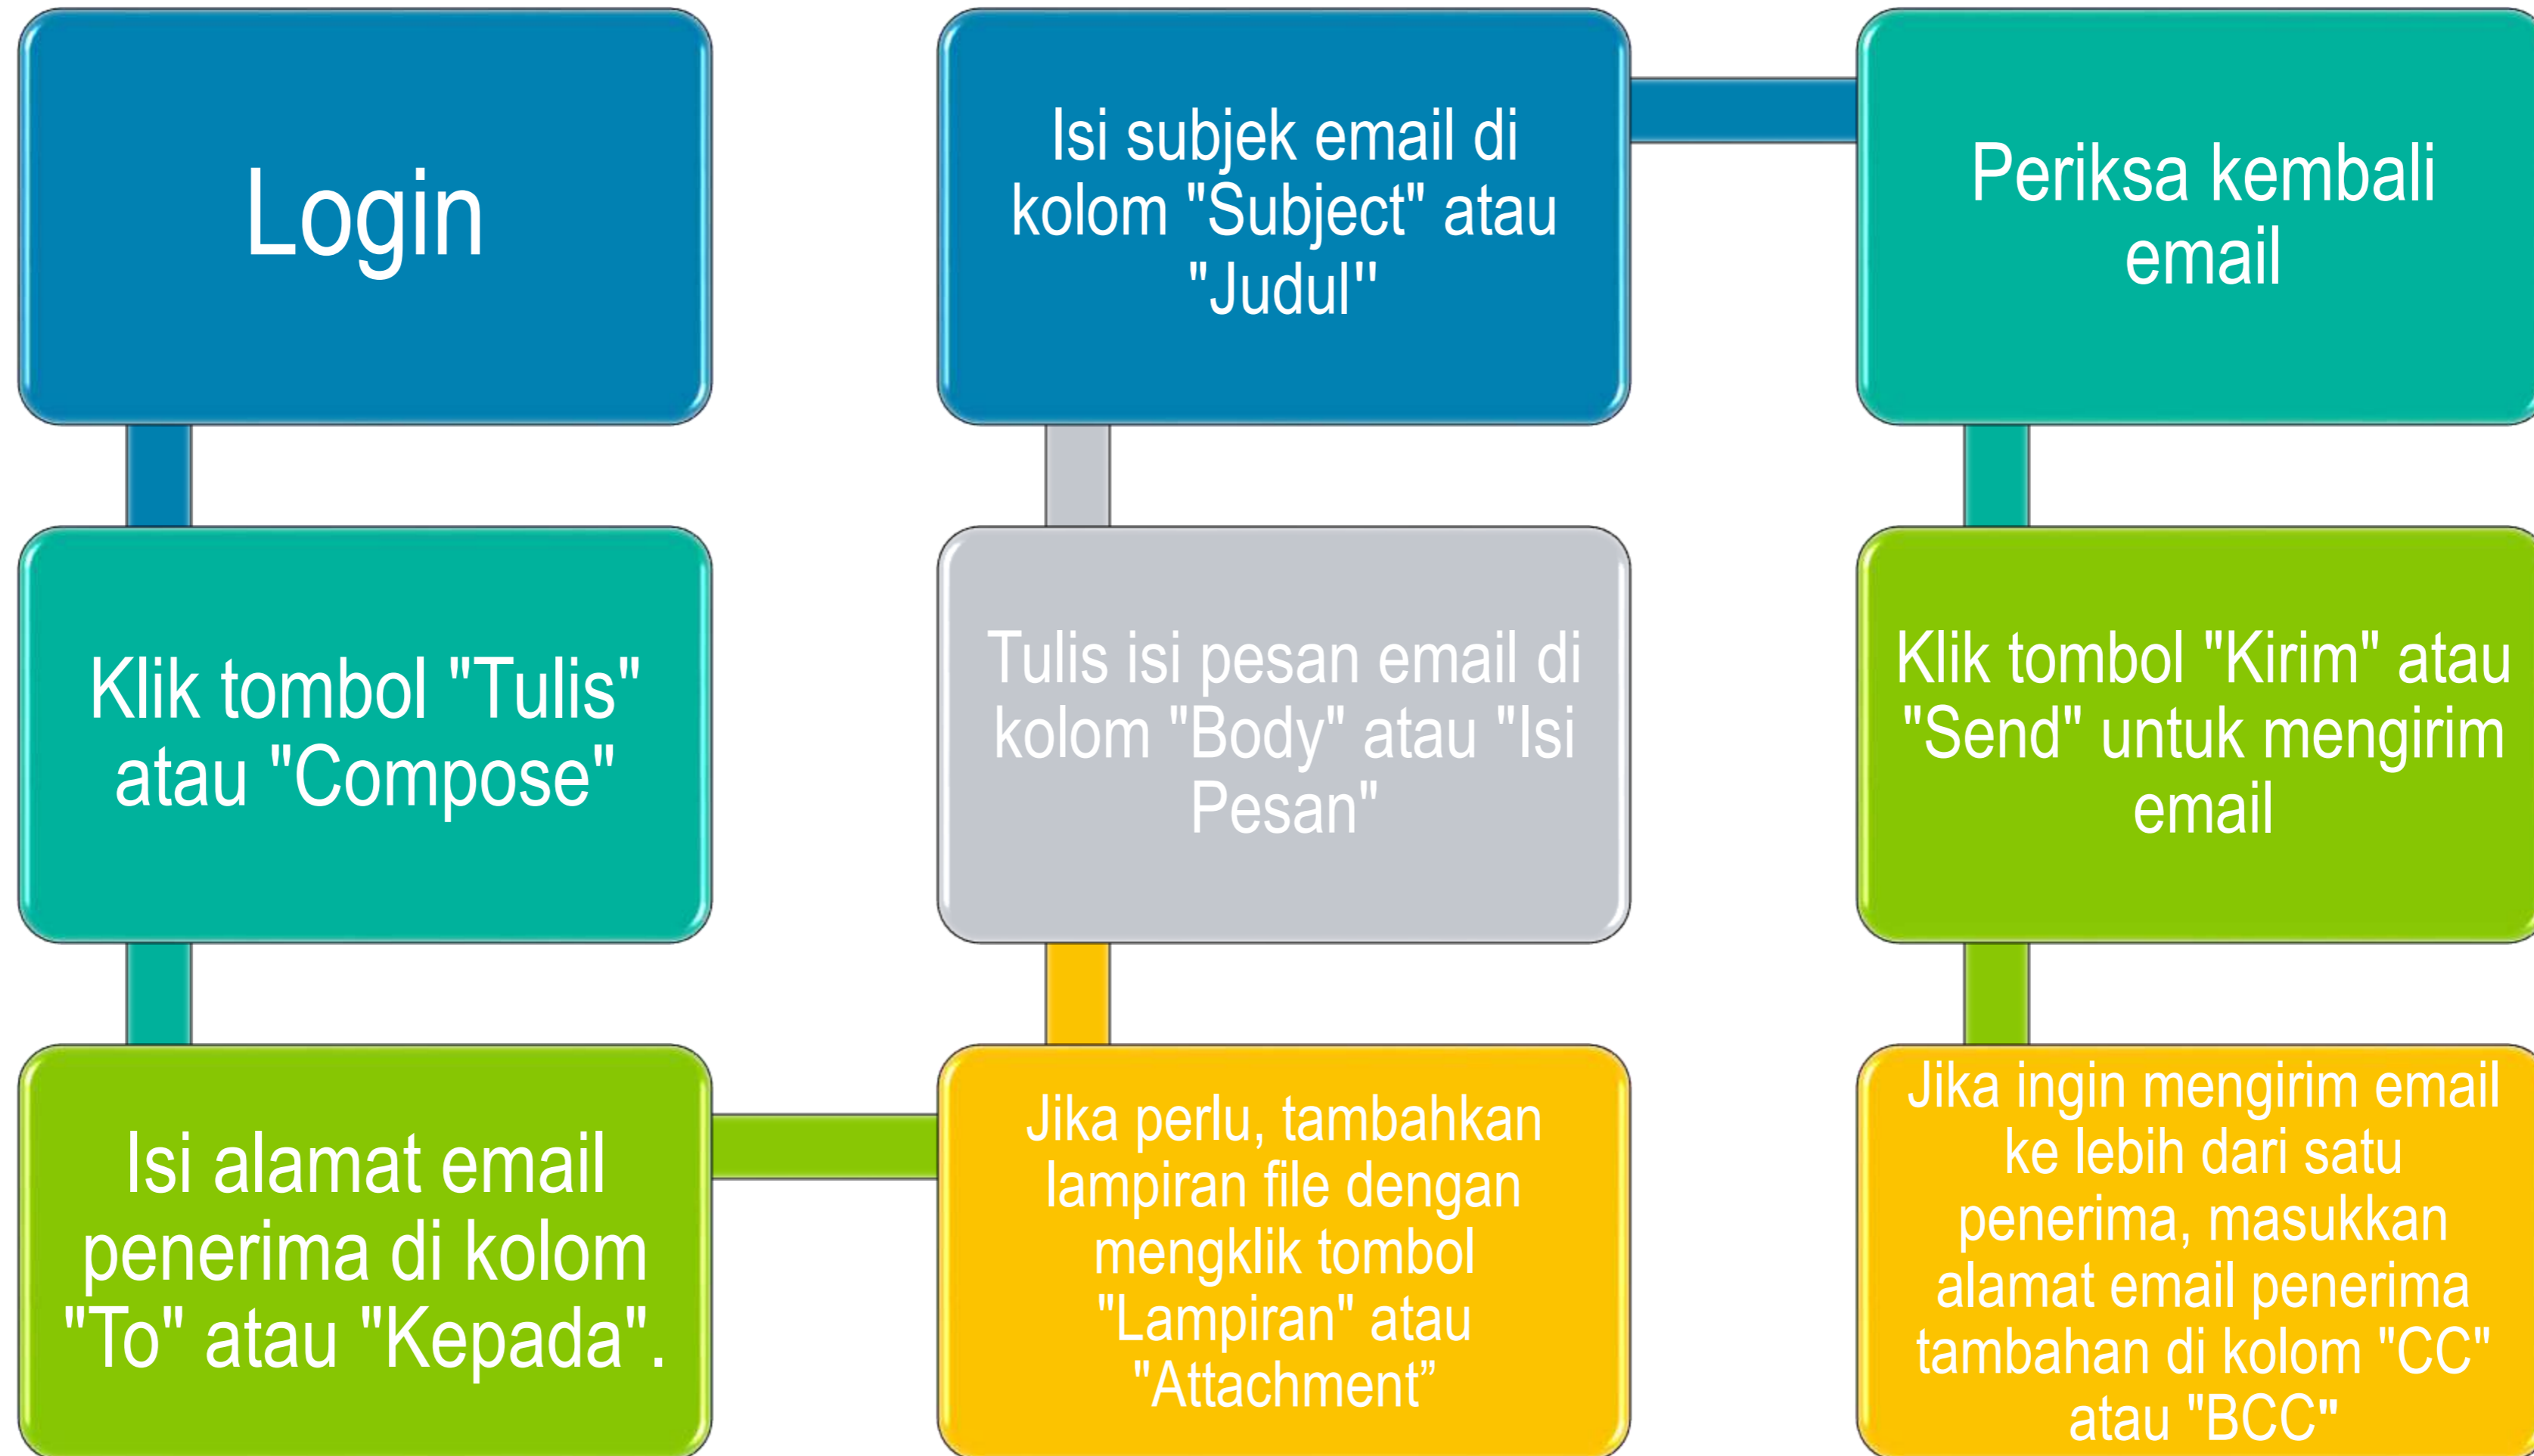 Login
Klik tombol "Tulis"
atau "Compose"
Isi alamat email
penerima di kolom
"To" atau "Kepada".
Jika perlu, tambahkan
lampiran file dengan
mengklik tombol
"Lampiran" atau
"Attachment”
Tulis isi pesan email di
kolom "Body" atau "Isi
Pesan"
Isi subjek email di
kolom "Subject" atau
"Judul''
Periksa kembali
email
Klik tombol "Kirim" atau
"Send" untuk mengirim
email
Jika ingin mengirim email
ke lebih dari satu
penerima, masukkan
alamat email penerima
tambahan di kolom "CC"
atau "BCC"